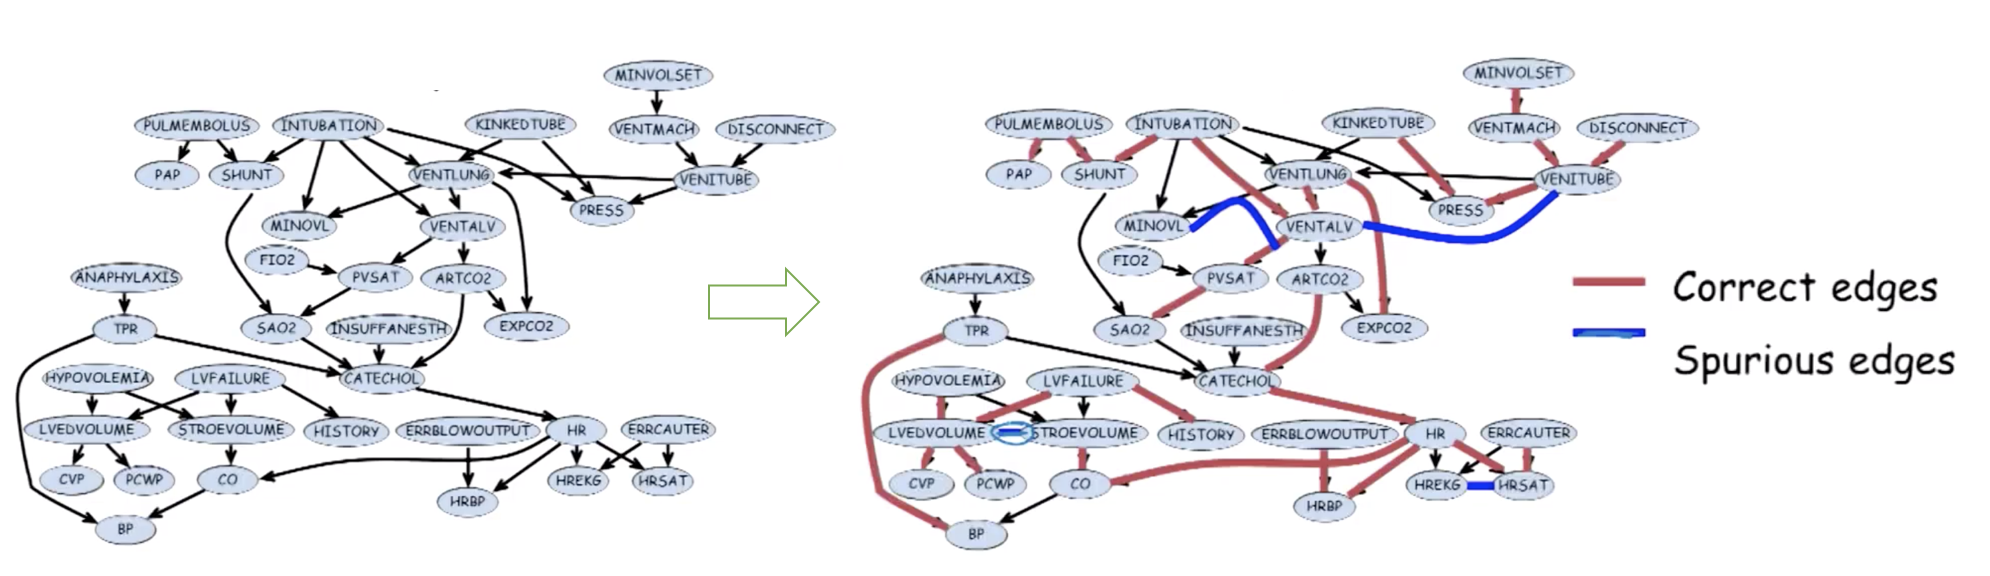 MINVOLSET
PULMEMBOLUS INTUBATION KINKEDTUBE VENTMACH DISCONNECT
PAP SHUNT VENTLUNG VENITUBE
PRESS
MINOVL VENTALV
FIO2
ANAPHYLAXIS PVSAT ARTCO2
TPR SAO2 INSUFFANESTH EXPCO2
HYPOVOLEMIA LVFAILURE CATECHOL
LVEDVOLUME STROEVOLUME HISTORY ERRBLOWOUTPUT HR ERRCAUTER
CVP PCWP CO HREKG HRSAT
HRBP
BP
MINVOLSET
PULMEMBOLUS INTUBATION KINKEDTUBE VENTMACH DISCONNECT
PAP SHUNT VENTLUNG VENITUBE
PRESS
MINOVL VENTALV
FIO2
ANAPHYLAXIS PVSAT ARTCO2
TPR SAO2 INSUFFANESTH EXPCO2
HYPOVOLEMIA LVFAILURE CATECHOL
LVEDVOLUME STROEVOLUME HISTORY ERRBLOWOUTPUT HR ERRCAUTER
CVP PCWP CO HREKG HRSAT
HRBP
BP
Correct edges
Spurious edges